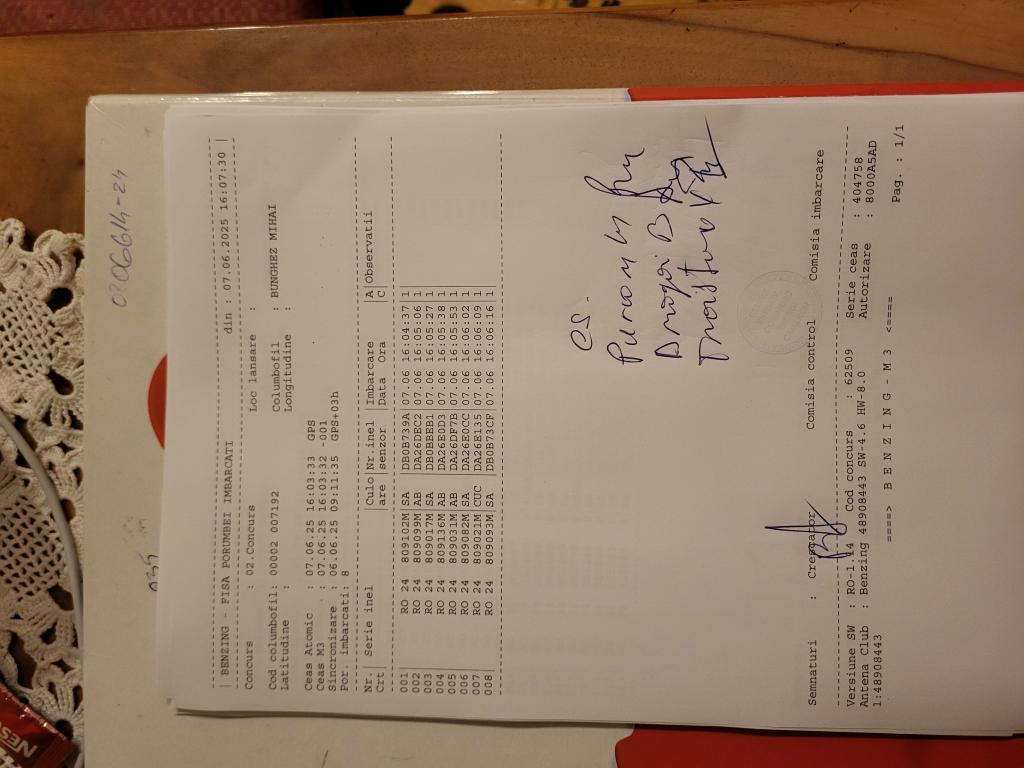 0206614-24
| BENZING - FISA PORUMBEI IMBARCATI din : 07.06.2025 16:07:30 |
Concurs : 02.Concurs Loc lansare :
Cod columbofil: 00002 007192 Columbofil : BUNGHEZ MIHAI
Latitudine : Longitudine :
Ceas Atomic : 07.06.25 16:03:33 GPS
Ceas M3 : 07.06.25 16:03:32 -001
Sincronizare : 06.06.25 09:11:35 GPS+03h
Por. imbarcati: 8
Nr.| Serie inel |Culo|Nr.inel |Imbarcare |A|Observatii
Crt| |are |senzor |Data Ora |C|
001| RO 24 809102M|SA |DB0B739A|07.06 16:04:37|1|
002| RO 24 809099M|AB |DA26DEC2|07.06 16:05:06|1|
003| RO 24 809017M|SA |DB0BBEB1|07.06 16:05:27|1|
004| RO 24 809136M|AB |DA26E0D3|07.06 16:05:38|1|
005| RO 24 809031M|AB |DA26DF7B|07.06 16:05:53|1|
006| RO 24 809082M|SA |DA26E0CC|07.06 16:06:02|1|
007| RO 24 809021M|CUC |DA26E135|07.06 16:06:09|1|
008| RO 24 809093M|SA |DB0B73CF|07.06 16:06:16|1|
Semnaturi : Crescator Comisia control Comisia imbarcare
Versiune SW : RO-1.14 Cod concurs : 62509 Serie ceas : 404758
Antena Club : Benzing 48908443 SW-4.6 HW-8.0 Autorizare : 8000A5AD
1:48908443
====> B E N Z I N G - M 3 <====
Pag. : 1/1